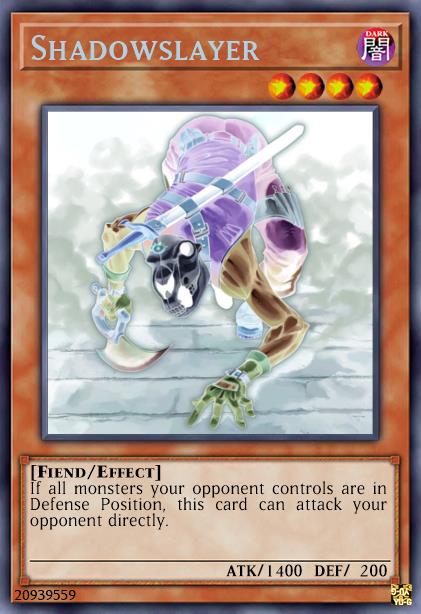 Shadowslayer
DARK
闇
[Fiend/Effect]
If all monsters your opponent controls are in
Defense Position, this card can attack your
opponent directly.
ATK/1400 DEF/ 200
20939559